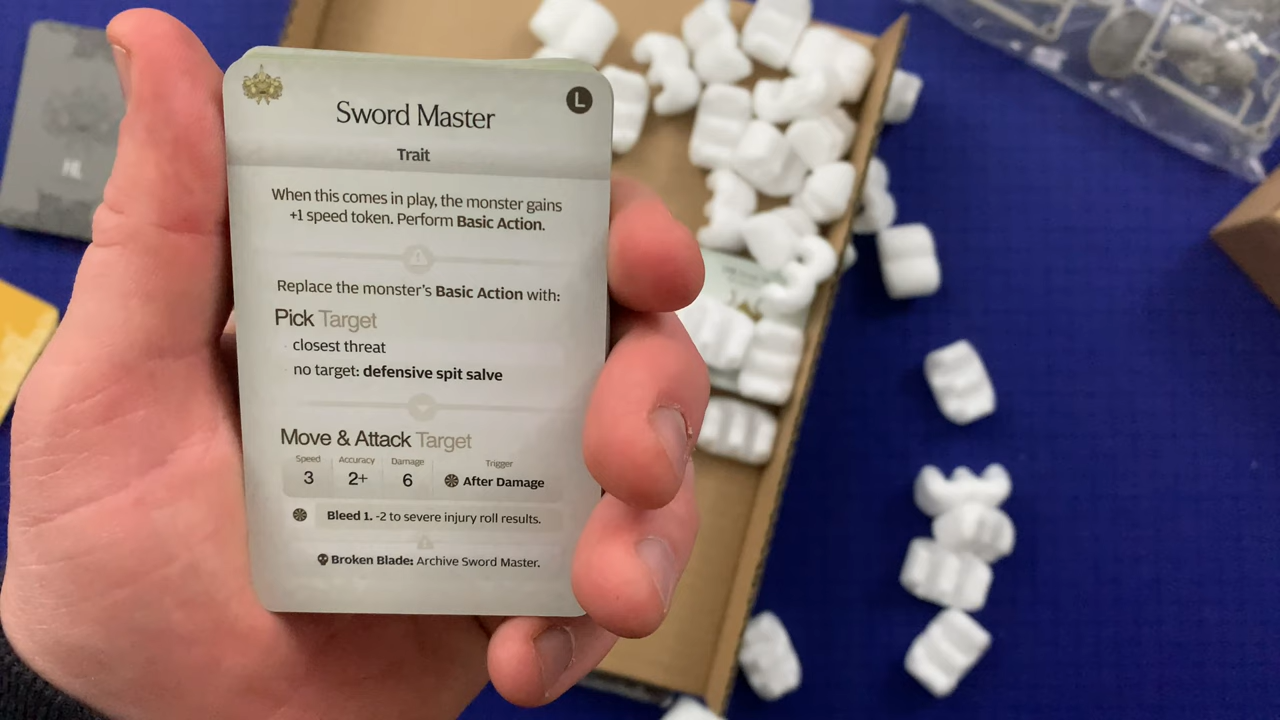 Sword Master
L
Trait
When this comes in play, the monster gains
+1 speed token. Perform Basic Action.
Replace the monster's Basic Action with:
Pick Target
closest threat
no target: defensive spit salve
Move & Attack Target
Speed Accuracy Damage Trigger
3 2+ 6 After Damage
Bleed 1. -2 to severe injury roll results.
Broken Blade: Archive Sword Master.